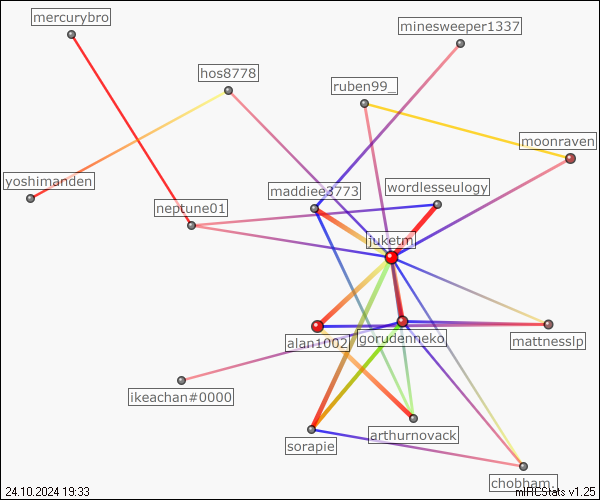 mercurybro
minesweeper1337
hos8778
ruben99_
moonraven
yoshimanden
maddiee3773
wordlesseulogy
neptune01
juketm
alan1002
gorudenneko
mattnesslp
ikeachan#0000
sorapie
arthurnovack
chobham.
24.10.2024 19:33
mIRCStats v1.25